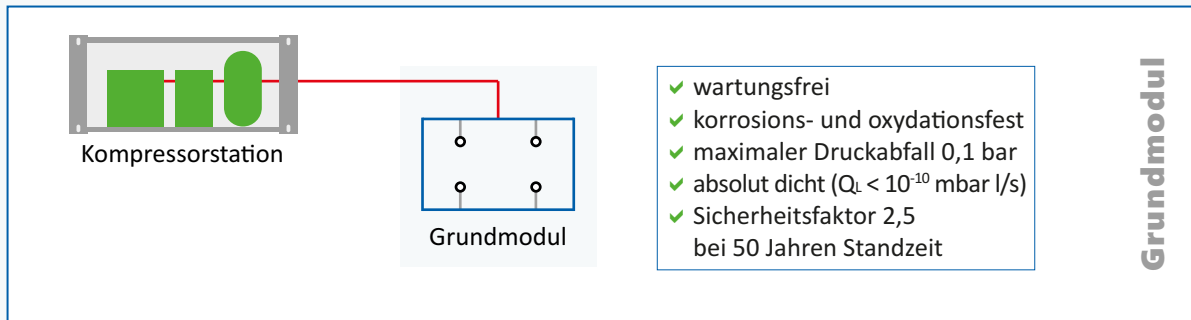 Kompressorstation
Grundmodul
✓ wartungsfrei
✓ korrosions- und oxydationsfest
✓ maximaler Druckabfall 0,1 bar
✓ absolut dicht (Q_L < 10⁻¹⁰ mbar l/s)
✓ Sicherheitsfaktor 2,5
bei 50 Jahren Standzeit
Grundmodul